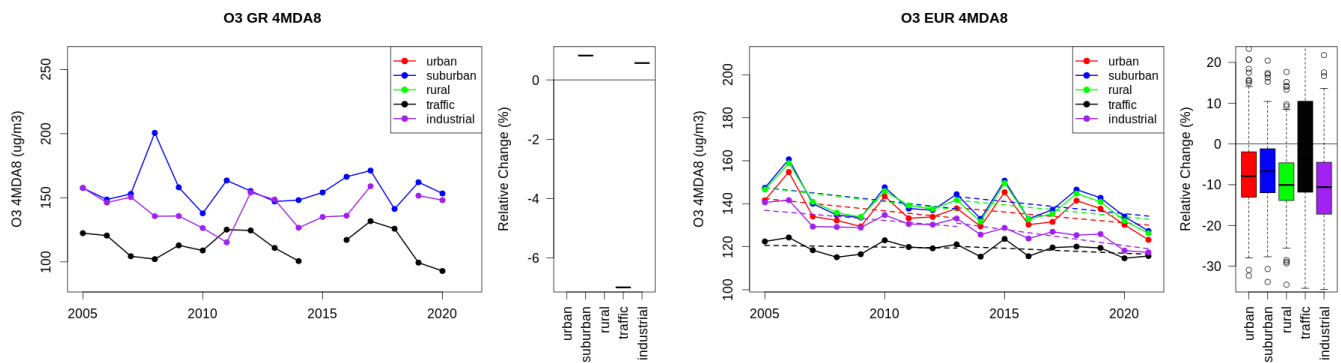 O3 GR 4MDA8
O3 4MDA8 (ug/m3)
250
200
150
100
2005
2010
2015
2020
urban
suburban
rural
traffic
industrial
Relative Change (%)
0
-2
-4
-6
urban
suburban
rural
traffic
industrial
O3 EUR 4MDA8
O3 4MDA8 (ug/m3)
200
180
160
140
120
100
2005
2010
2015
2020
urban
suburban
rural
traffic
industrial
Relative Change (%)
20
10
0
-10
-20
-30
urban
suburban
rural
traffic
industrial